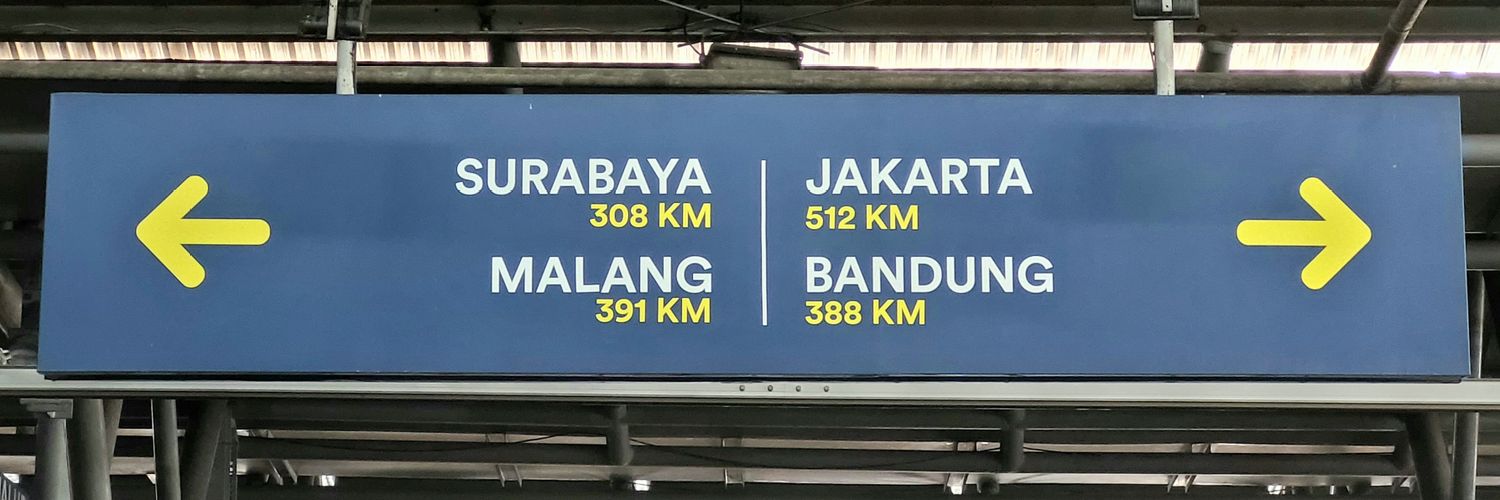 SURABAYA
308 KM
MALANG
391 KM
JAKARTA
512 KM
BANDUNG
388 KM